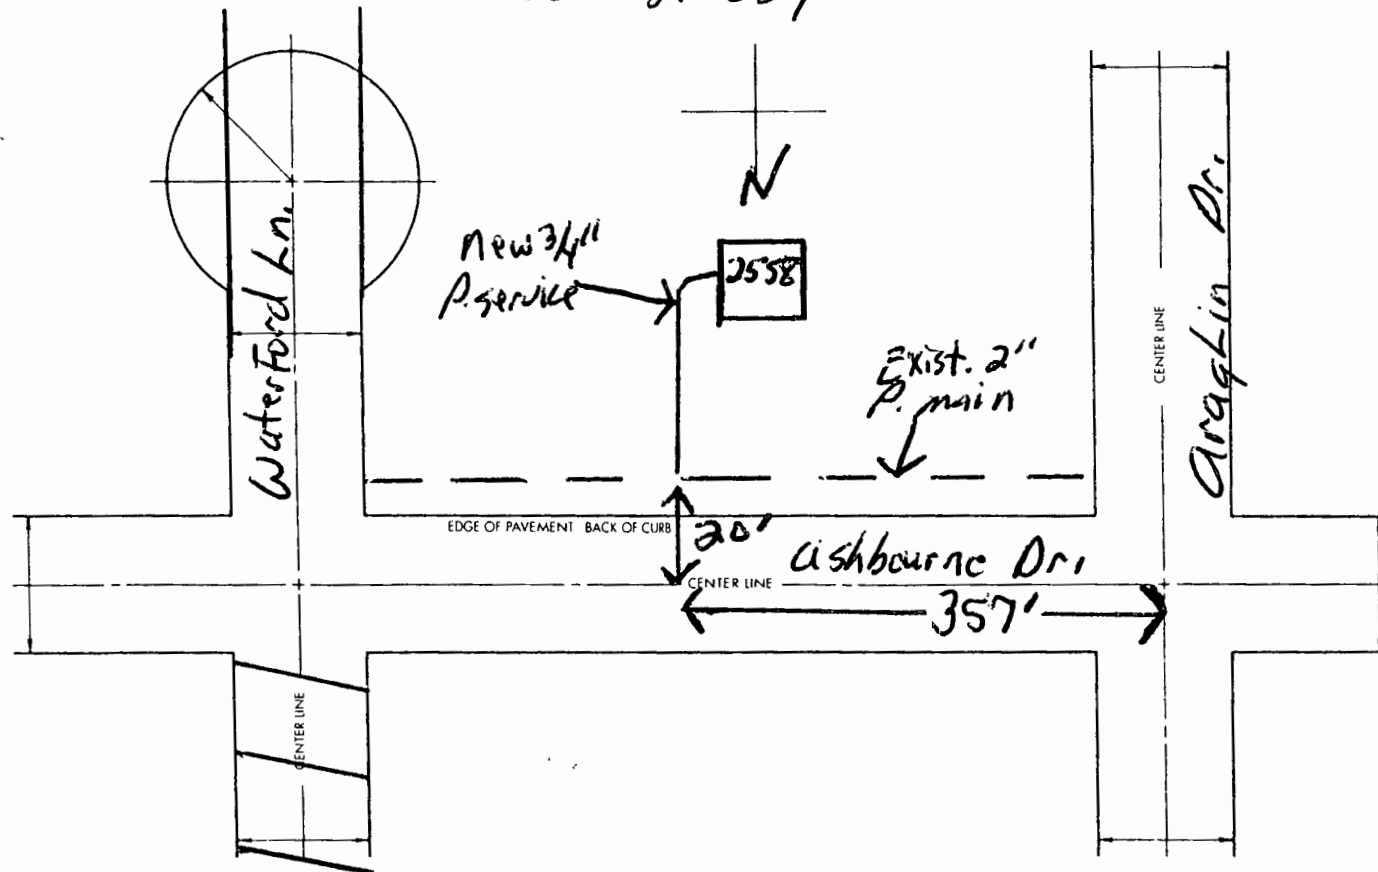 N
New 3/4"
P. service
2558
Exist. 2"
P. main
WaterFord Ln.
CENTER LINE
AragLin Dr.
EDGE OF PAVEMENT BACK OF CURB
20'
Ashbourne Dr.
CENTER LINE
357'
CENTER LINE